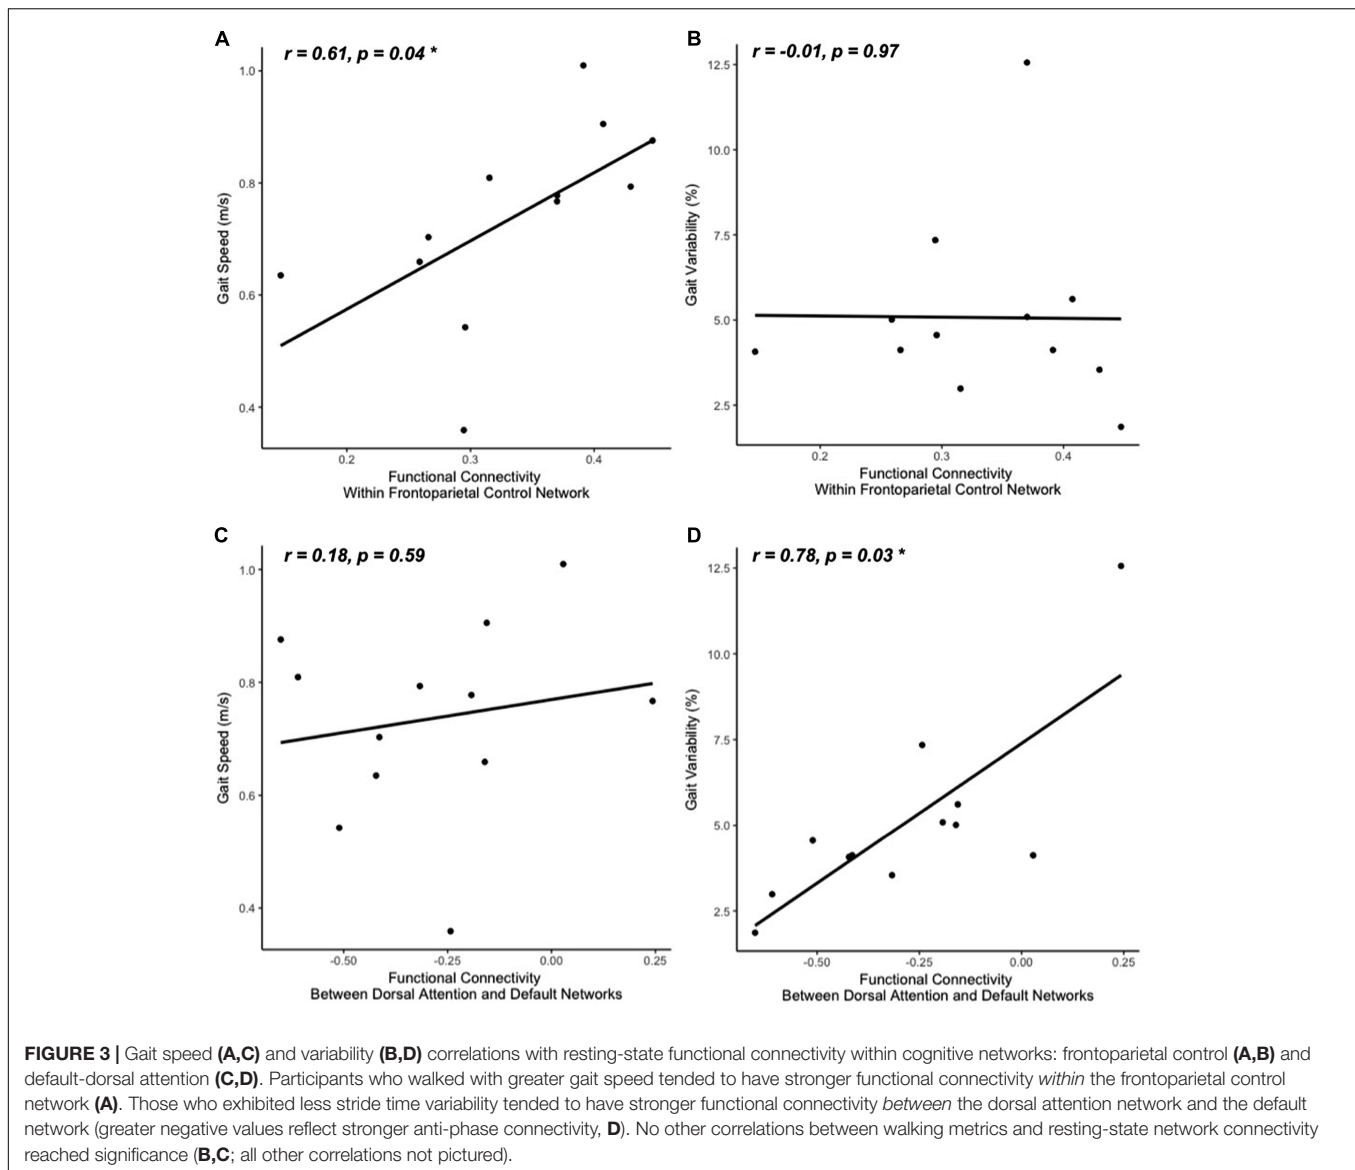 A
r = 0.61, p = 0.04 *
1.0
0.8
0.6
0.4
Gait Speed (m/s)
0.2 0.3 0.4
Functional Connectivity
Within Frontoparietal Control Network
B
r = -0.01, p = 0.97
12.5
10.0
7.5
5.0
2.5
Gait Variability (%)
0.2 0.3 0.4
Functional Connectivity
Within Frontoparietal Control Network
C
r = 0.18, p = 0.59
1.0
0.8
0.6
0.4
Gait Speed (m/s)
-0.50 -0.25 0.00 0.25
Functional Connectivity
Between Dorsal Attention and Default Networks
D
r = 0.78, p = 0.03 *
12.5
10.0
7.5
5.0
2.5
Gait Variability (%)
-0.50 -0.25 0.00 0.25
Functional Connectivity
Between Dorsal Attention and Default Networks
FIGURE 3 | Gait speed (A,C) and variability (B,D) correlations with resting-state functional connectivity within cognitive networks: frontoparietal control (A,B) and
default-dorsal attention (C,D). Participants who walked with greater gait speed tended to have stronger functional connectivity within the frontoparietal control
network (A). Those who exhibited less stride time variability tended to have stronger functional connectivity between the dorsal attention network and the default
network (greater negative values reflect stronger anti-phase connectivity, D). No other correlations between walking metrics and resting-state network connectivity
reached significance (B,C; all other correlations not pictured).